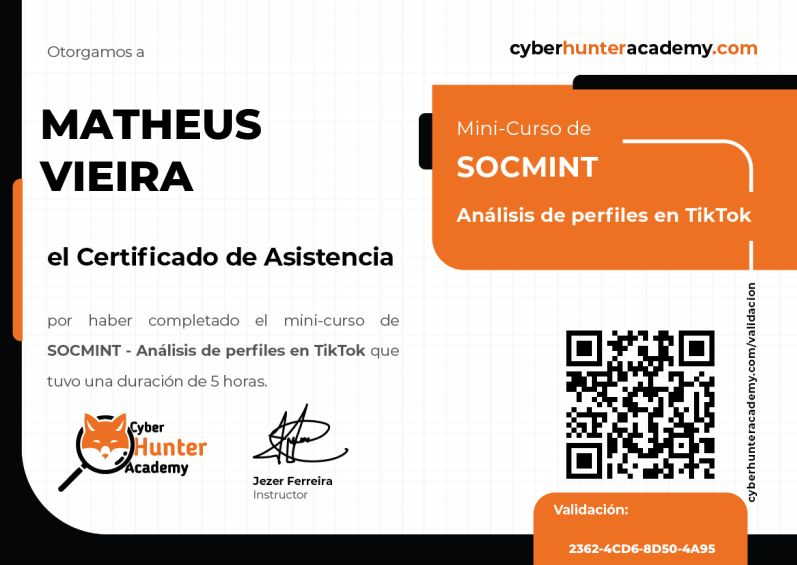 Otorgamos a
cyberhunteracademy.com
MATHEUS
VIEIRA
Mini-Curso de
SOCMINT
Análisis de perfiles en TikTok
el Certificado de Asistencia
por haber completado el mini-curso de
SOCMINT - Análisis de perfiles en TikTok que
tuvo una duración de 5 horas.
Cyber
Hunter
Academy
Jezer Ferreira
Instructor
cyberhunteracademy.com/validacion
Validación:
2362-4CD6-8D50-4A95